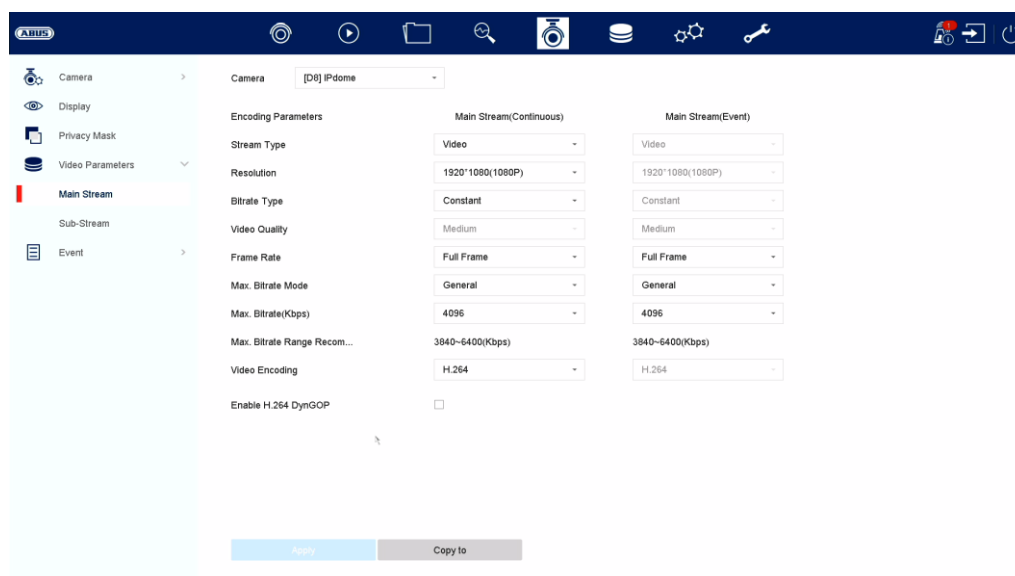 ABUS
1
Camera
Display
Privacy Mask
Video Parameters
Main Stream
Sub-Stream
Event
Camera [D8] IPdome
Encoding Parameters Main Stream(Continuous) Main Stream(Event)
Stream Type Video Video
Resolution 1920*1080(1080P) 1920*1080(1080P)
Bitrate Type Constant Constant
Video Quality Medium Medium
Frame Rate Full Frame Full Frame
Max. Bitrate Mode General General
Max. Bitrate(Kbps) 4096 4096
Max. Bitrate Range Recom... 3840~6400(Kbps) 3840~6400(Kbps)
Video Encoding H.264 H.264
Enable H.264 DynGOP
Apply Copy to